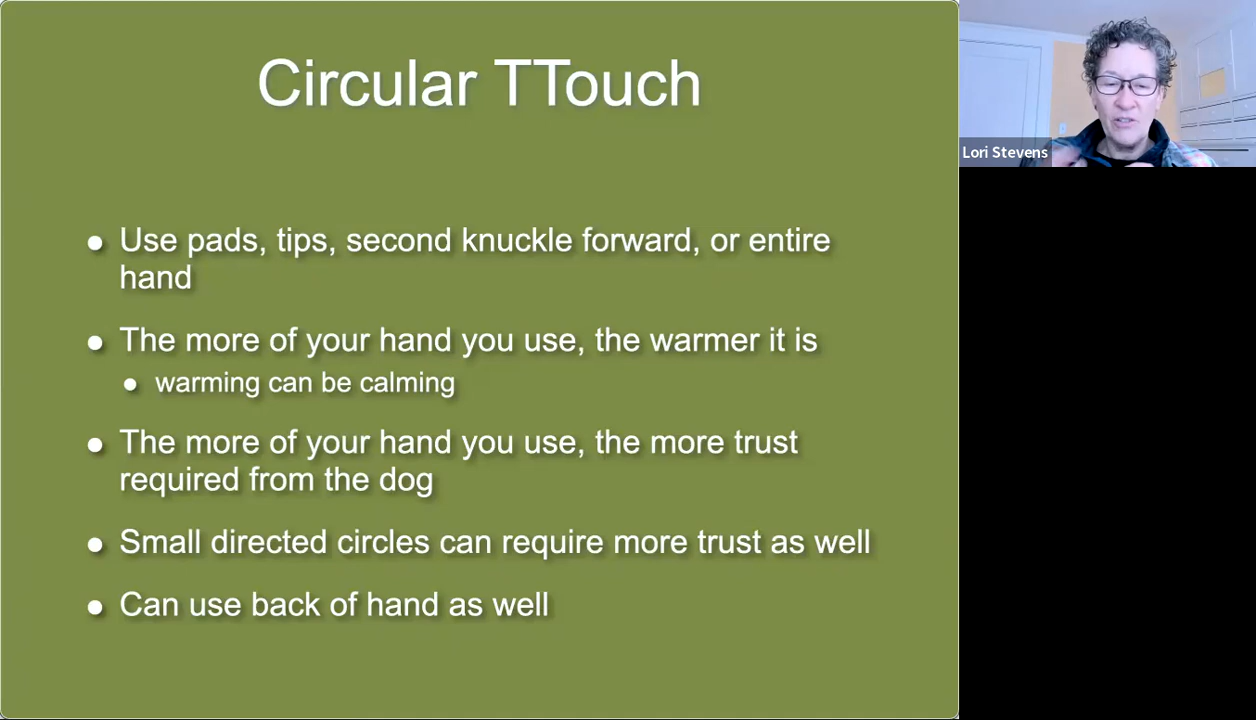 Circular TTouch
Lori Stevens
● Use pads, tips, second knuckle forward, or entire
hand
● The more of your hand you use, the warmer it is
● warming can be calming
● The more of your hand you use, the more trust
required from the dog
● Small directed circles can require more trust as well
● Can use back of hand as well